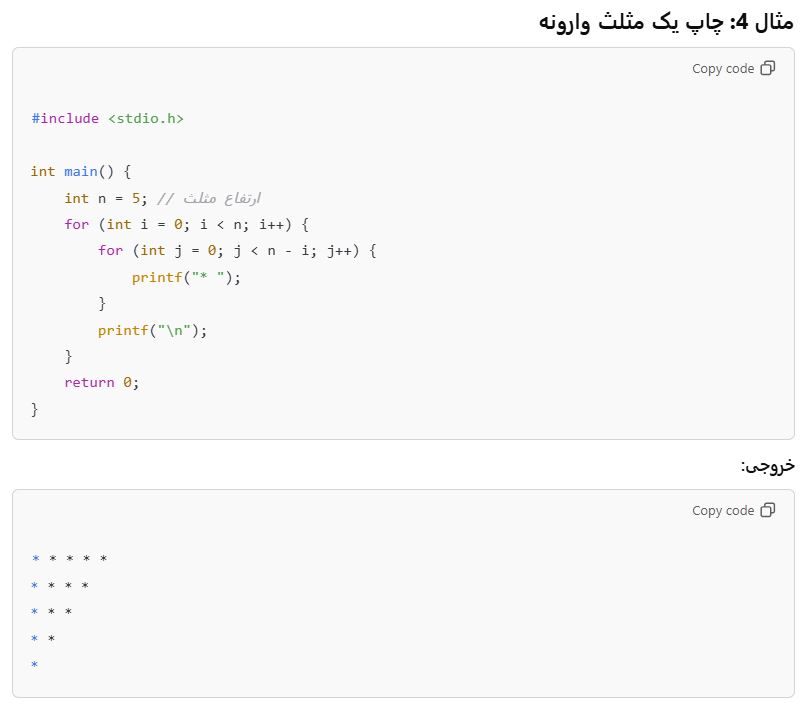 مثال 4: چاپ یک مثلث وارونه
Copy code
#include <stdio.h>
int main() {
    int n = 5; // ارتفاع مثلث
    for (int i = 0; i < n; i++) {
        for (int j = 0; j < n - i; j++) {
            printf("* ");
        }
        printf("\n");
    }
    return 0;
}
خروجی:
Copy code
* * * * *
* * * *
* * *
* *
*